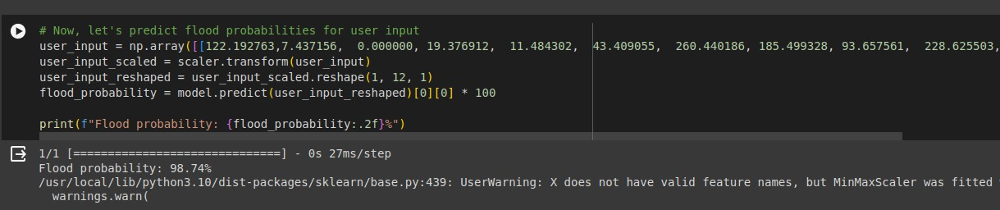 # Now, let's predict flood probabilities for user input
user_input = np.array([[122.192763,7.437156,  0.000000, 19.376912,  11.484302,  43.409055,  260.440186, 185.499328, 93.657561,  228.625503,
user_input_scaled = scaler.transform(user_input)
user_input_reshaped = user_input_scaled.reshape(1, 12, 1)
flood_probability = model.predict(user_input_reshaped)[0][0] * 100

print(f"Flood probability: {flood_probability:.2f}%")
1/1 [==============================] - 0s 27ms/step
Flood probability: 98.74%
/usr/local/lib/python3.10/dist-packages/sklearn/base.py:439: UserWarning: X does not have valid feature names, but MinMaxScaler was fitted
  warnings.warn(